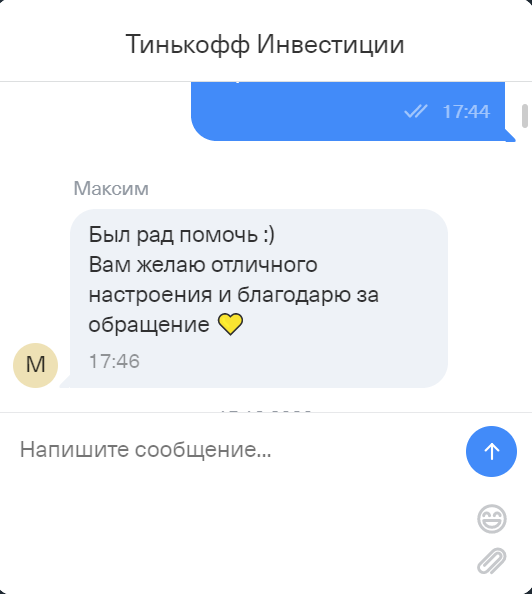 Тинькофф Инвестиции
17:44
Максим
Был рад помочь :)
Вам желаю отличного
настроения и благодарю за
обращение 💛
М
17:46
Напишите сообщение...